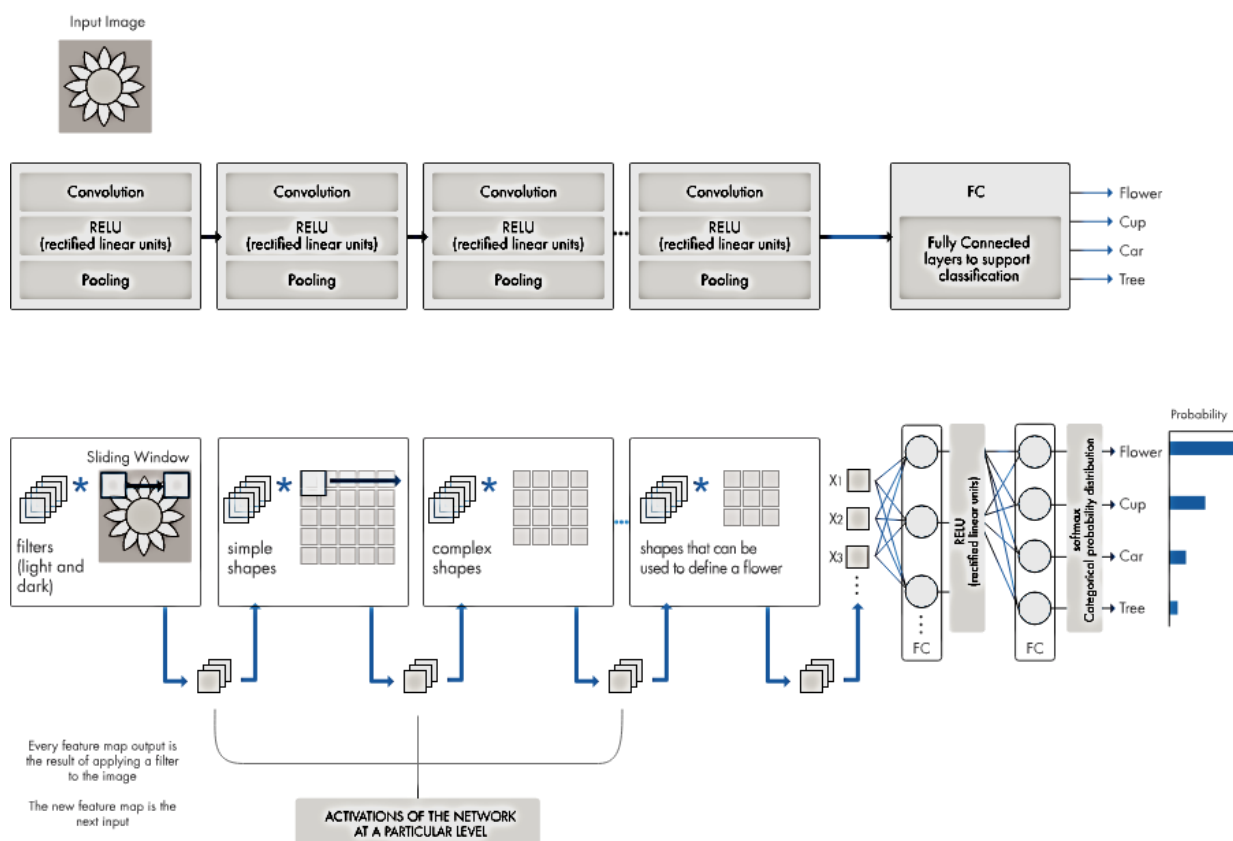 Input Image
Convolution
RELU
(rectified linear units)
Pooling
Convolution
RELU
(rectified linear units)
Pooling
Convolution
RELU
(rectified linear units)
Pooling
Convolution
RELU
(rectified linear units)
Pooling
FC
Fully Connected
layers to support
classification
Flower
Cup
Car
Tree
Sliding Window
*
filters
(light and
dark)
*
simple
shapes
*
complex
shapes
*
shapes that can be
used to define a flower
X1
X2
X3
FC
RELU
(rectified linear units)
FC
softmax
Categorical probability distribution
Probability
Flower
Cup
Car
Tree
Every feature map output is
the result of applying a filter
to the image
The new feature map is the
next input
ACTIVATIONS OF THE NETWORK
AT A PARTICULAR LEVEL